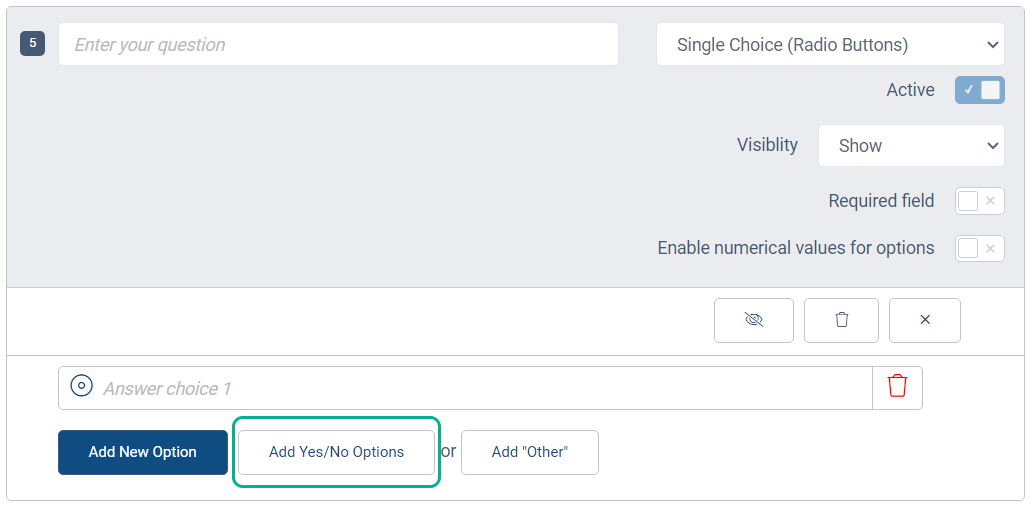 5 Enter your question Single Choice (Radio Buttons)
Active
Visiblity Show
Required field
Enable numerical values for options
Answer choice 1
Add New Option Add Yes/No Options or Add "Other"